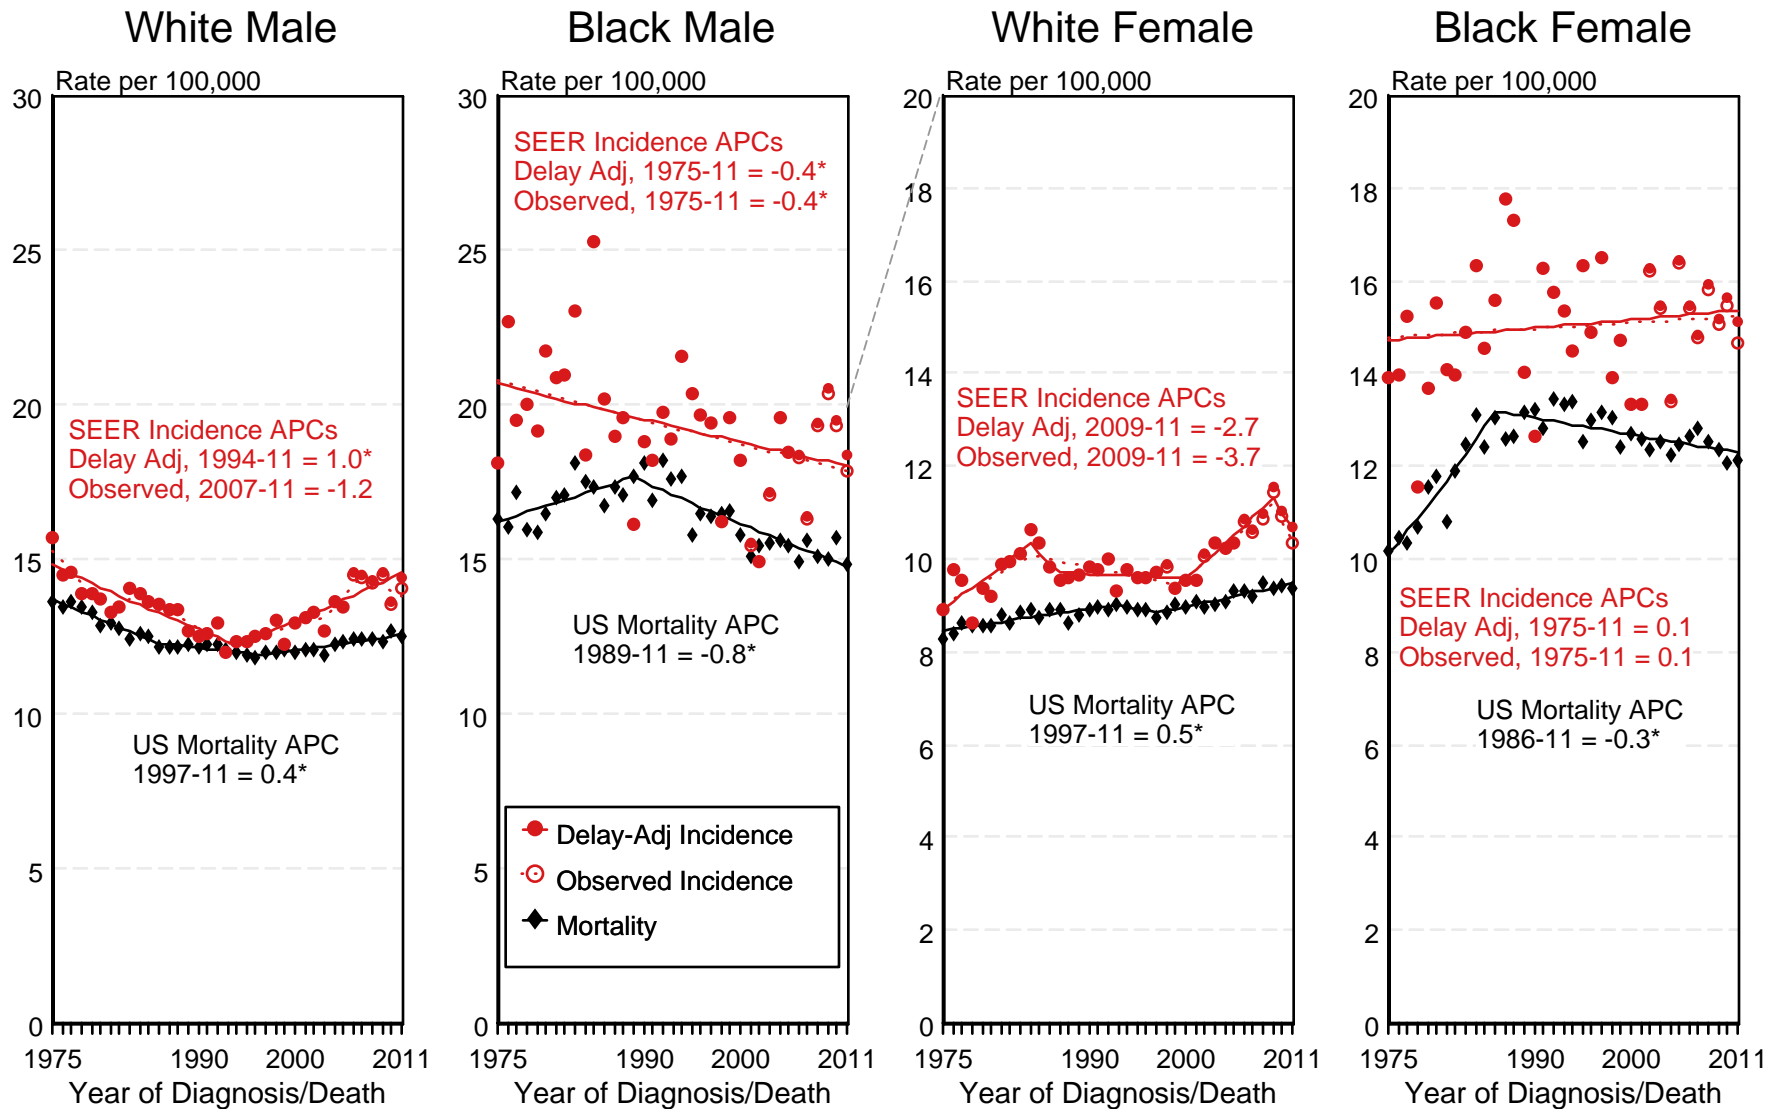 White Male
Rate per 100,000
30
25
20
15
10
5
0
SEER Incidence APCs
Delay Adj, 1994-11 = 1.0*
Observed, 2007-11 = -1.2
US Mortality APC
1997-11 = 0.4*
1975
1990
2000
2011
Year of Diagnosis/Death
Black Male
Rate per 100,000
30
25
20
15
10
5
0
SEER Incidence APCs
Delay Adj, 1975-11 = -0.4*
Observed, 1975-11 = -0.4*
US Mortality APC
1989-11 = -0.8*
Delay-Adj Incidence
Observed Incidence
Mortality
1975
1990
2000
2011
Year of Diagnosis/Death
White Female
Rate per 100,000
20
18
16
14
12
10
8
6
4
2
0
SEER Incidence APCs
Delay Adj, 2009-11 = -2.7
Observed, 2009-11 = -3.7
US Mortality APC
1997-11 = 0.5*
1975
1990
2000
2011
Year of Diagnosis/Death
Black Female
Rate per 100,000
20
18
16
14
12
10
8
6
4
2
0
SEER Incidence APCs
Delay Adj, 1975-11 = 0.1
Observed, 1975-11 = 0.1
US Mortality APC
1986-11 = -0.3*
1975
1990
2000
2011
Year of Diagnosis/Death